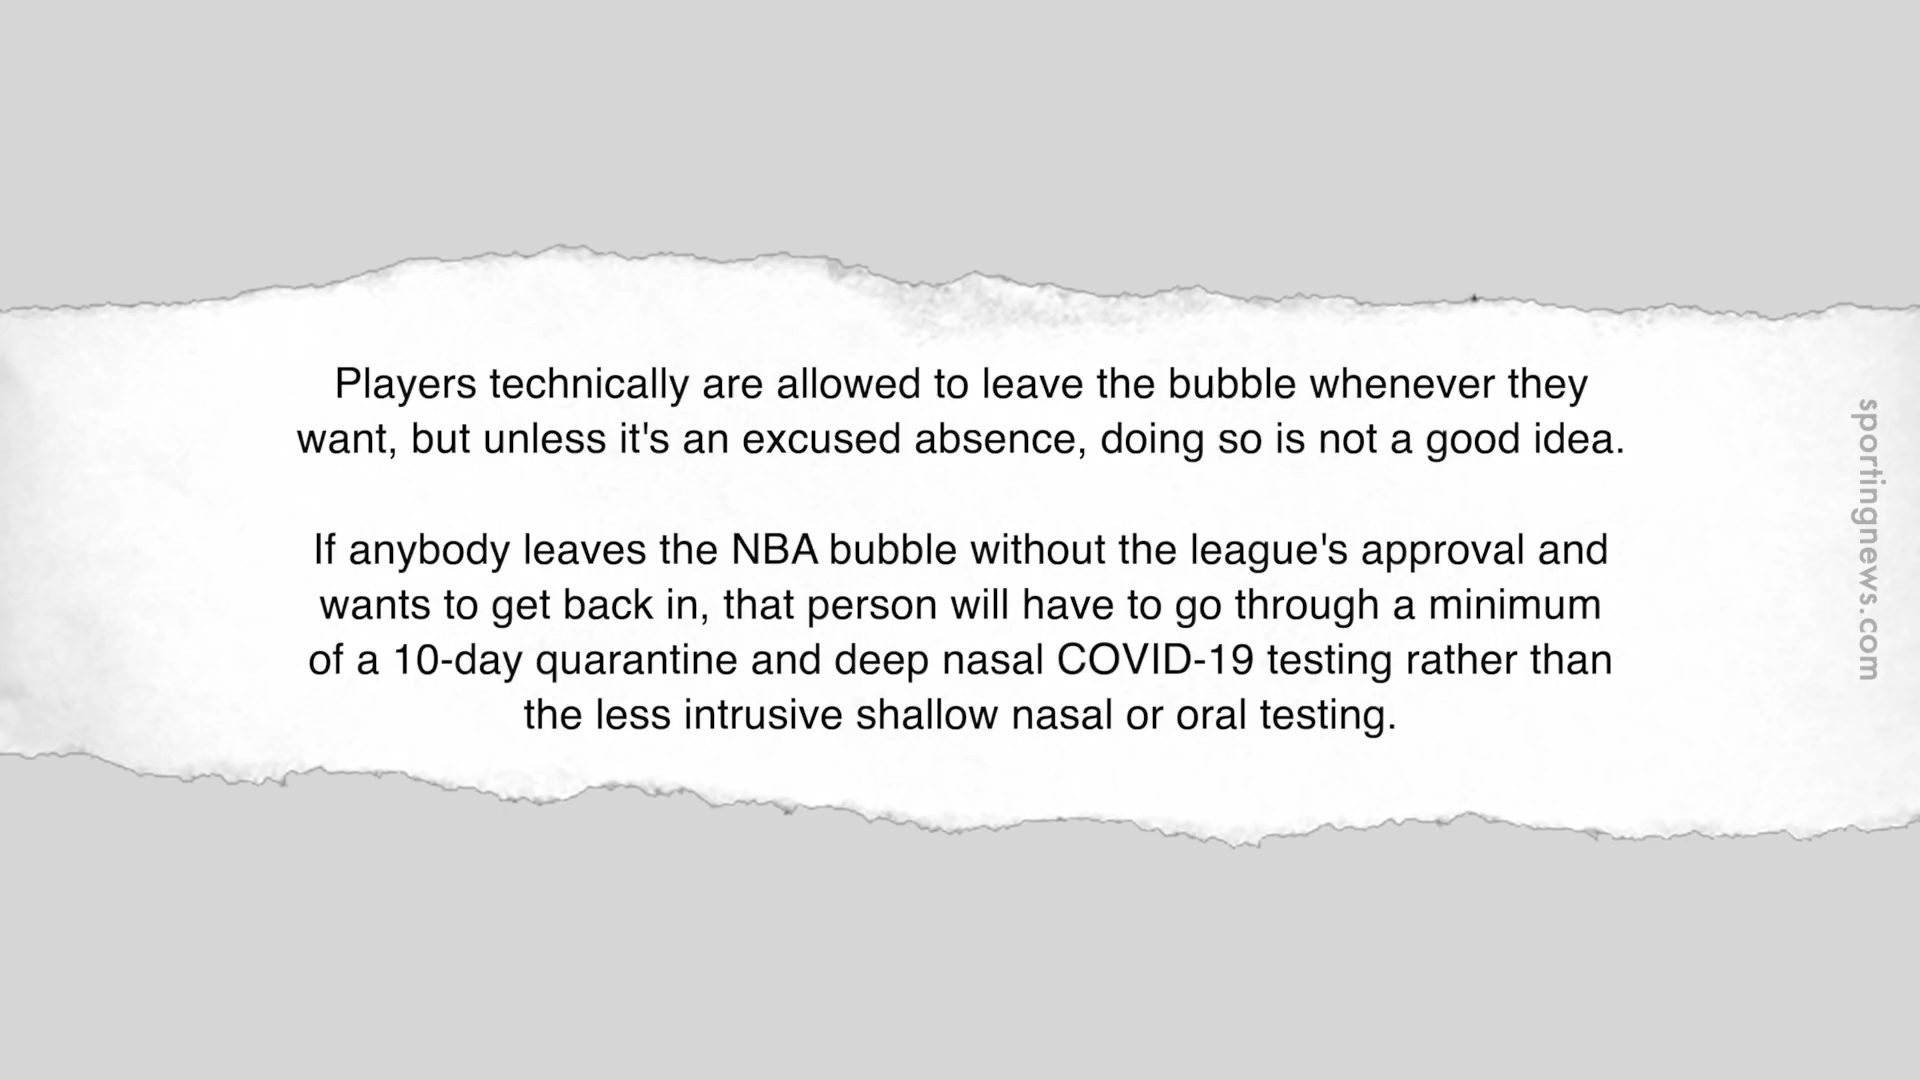 Players technically are allowed to leave the bubble whenever they
want, but unless it's an excused absence, doing so is not a good idea.
If anybody leaves the NBA bubble without the league's approval and
wants to get back in, that person will have to go through a minimum
of a 10-day quarantine and deep nasal COVID-19 testing rather than
the less intrusive shallow nasal or oral testing.
sportingnews.com